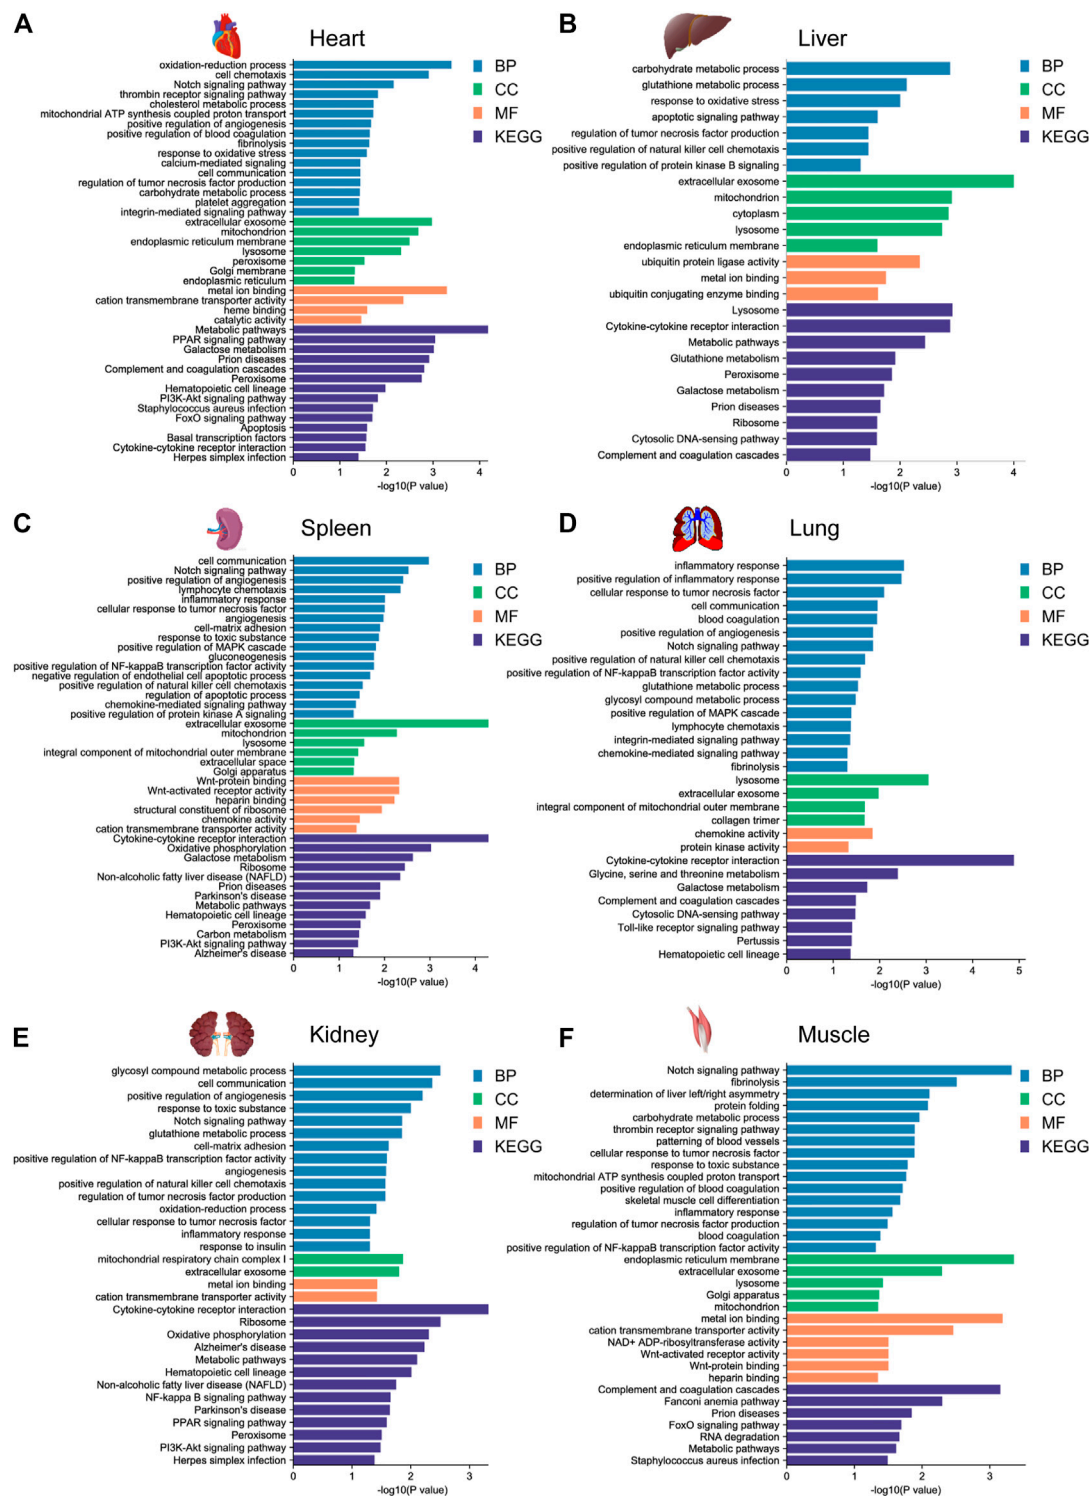 A
Heart
oxidation-reduction process
cell chemotaxis
Notch signaling pathway
thrombin receptor signaling pathway
cholesterol metabolic process
mitochondrial ATP synthesis coupled proton transport
positive regulation of angiogenesis
positive regulation of blood coagulation
fibrinolysis
response to oxidative stress
calcium-mediated signaling
cell communication
regulation of tumor necrosis factor production
carbohydrate metabolic process
platelet aggregation
integrin-mediated signaling pathway
extracellular exosome
mitochondrion
endoplasmic reticulum membrane
lysosome
peroxisome
Golgi membrane
endoplasmic reticulum
metal ion binding
cation transmembrane transporter activity
heme binding
catalytic activity
Metabolic pathways
PPAR signaling pathway
Galactose metabolism
Prion diseases
Complement and coagulation cascades
Peroxisome
Hematopoietic cell lineage
PI3K-Akt signaling pathway
Staphylococcus aureus infection
FoxO signaling pathway
Apoptosis
Basal transcription factors
Cytokine-cytokine receptor interaction
Herpes simplex infection
0 1 2 3 4
-log10(P value)
BP
CC
MF
KEGG
B
Liver
carbohydrate metabolic process
glutathione metabolic process
response to oxidative stress
apoptotic signaling pathway
regulation of tumor necrosis factor production
positive regulation of natural killer cell chemotaxis
positive regulation of protein kinase B signaling
extracellular exosome
mitochondrion
cytoplasm
lysosome
endoplasmic reticulum membrane
ubiquitin protein ligase activity
metal ion binding
ubiquitin conjugating enzyme binding
Lysosome
Cytokine-cytokine receptor interaction
Metabolic pathways
Glutathione metabolism
Peroxisome
Galactose metabolism
Prion diseases
Ribosome
Cytosolic DNA-sensing pathway
Complement and coagulation cascades
0 1 2 3 4
-log10(P value)
BP
CC
MF
KEGG
C
Spleen
cell communication
Notch signaling pathway
positive regulation of angiogenesis
lymphocyte chemotaxis
inflammatory response
cellular response to tumor necrosis factor
angiogenesis
cell-matrix adhesion
response to toxic substance
positive regulation of MAPK cascade
gluconeogenesis
positive regulation of NF-kappaB transcription factor activity
negative regulation of endothelial cell apoptotic process
positive regulation of natural killer cell chemotaxis
regulation of apoptotic process
chemokine-mediated signaling pathway
positive regulation of protein kinase A signaling
extracellular exosome
mitochondrion
lysosome
integral component of mitochondrial outer membrane
extracellular space
Golgi apparatus
Wnt-protein binding
Wnt-activated receptor activity
heparin binding
structural constituent of ribosome
chemokine activity
cation transmembrane transporter activity
Cytokine-cytokine receptor interaction
Oxidative phosphorylation
Galactose metabolism
Ribosome
Non-alcoholic fatty liver disease (NAFLD)
Prion diseases
Parkinson's disease
Metabolic pathways
Hematopoietic cell lineage
Peroxisome
Carbon metabolism
PI3K-Akt signaling pathway
Alzheimer's disease
0 1 2 3 4
-log10(P value)
BP
CC
MF
KEGG
D
Lung
inflammatory response
positive regulation of inflammatory response
cellular response to tumor necrosis factor
cell communication
blood coagulation
positive regulation of angiogenesis
Notch signaling pathway
positive regulation of natural killer cell chemotaxis
positive regulation of NF-kappaB transcription factor activity
glutathione metabolic process
glycosyl compound metabolic process
positive regulation of MAPK cascade
lymphocyte chemotaxis
integrin-mediated signaling pathway
chemokine-mediated signaling pathway
fibrinolysis
lysosome
extracellular exosome
integral component of mitochondrial outer membrane
collagen trimer
chemokine activity
protein kinase activity
Cytokine-cytokine receptor interaction
Glycine, serine and threonine metabolism
Galactose metabolism
Complement and coagulation cascades
Cytosolic DNA-sensing pathway
Toll-like receptor signaling pathway
Pertussis
Hematopoietic cell lineage
0 1 2 3 4 5
-log10(P value)
BP
CC
MF
KEGG
E
Kidney
glycosyl compound metabolic process
cell communication
positive regulation of angiogenesis
response to toxic substance
Notch signaling pathway
glutathione metabolic process
cell-matrix adhesion
positive regulation of NF-kappaB transcription factor activity
angiogenesis
positive regulation of natural killer cell chemotaxis
regulation of tumor necrosis factor production
oxidation-reduction process
cellular response to tumor necrosis factor
inflammatory response
response to insulin
mitochondrial respiratory chain complex I
extracellular exosome
metal ion binding
cation transmembrane transporter activity
Cytokine-cytokine receptor interaction
Ribosome
Oxidative phosphorylation
Alzheimer's disease
Metabolic pathways
Hematopoietic cell lineage
Non-alcoholic fatty liver disease (NAFLD)
NF-kappa B signaling pathway
Parkinson's disease
PPAR signaling pathway
Peroxisome
PI3K-Akt signaling pathway
Herpes simplex infection
0 1 2 3
-log10(P value)
BP
CC
MF
KEGG
F
Muscle
Notch signaling pathway
fibrinolysis
determination of liver left/right asymmetry
protein folding
carbohydrate metabolic process
thrombin receptor signaling pathway
patterning of blood vessels
cellular response to tumor necrosis factor
response to toxic substance
mitochondrial ATP synthesis coupled proton transport
positive regulation of blood coagulation
skeletal muscle cell differentiation
inflammatory response
regulation of tumor necrosis factor production
blood coagulation
positive regulation of NF-kappaB transcription factor activity
endoplasmic reticulum membrane
extracellular exosome
lysosome
Golgi apparatus
mitochondrion
metal ion binding
cation transmembrane transporter activity
NAD+ ADP-ribosyltransferase activity
Wnt-activated receptor activity
Wnt-protein binding
heparin binding
Complement and coagulation cascades
Fanconi anemia pathway
Prion diseases
FoxO signaling pathway
RNA degradation
Metabolic pathways
Staphylococcus aureus infection
0 1 2 3
-log10(P value)
BP
CC
MF
KEGG